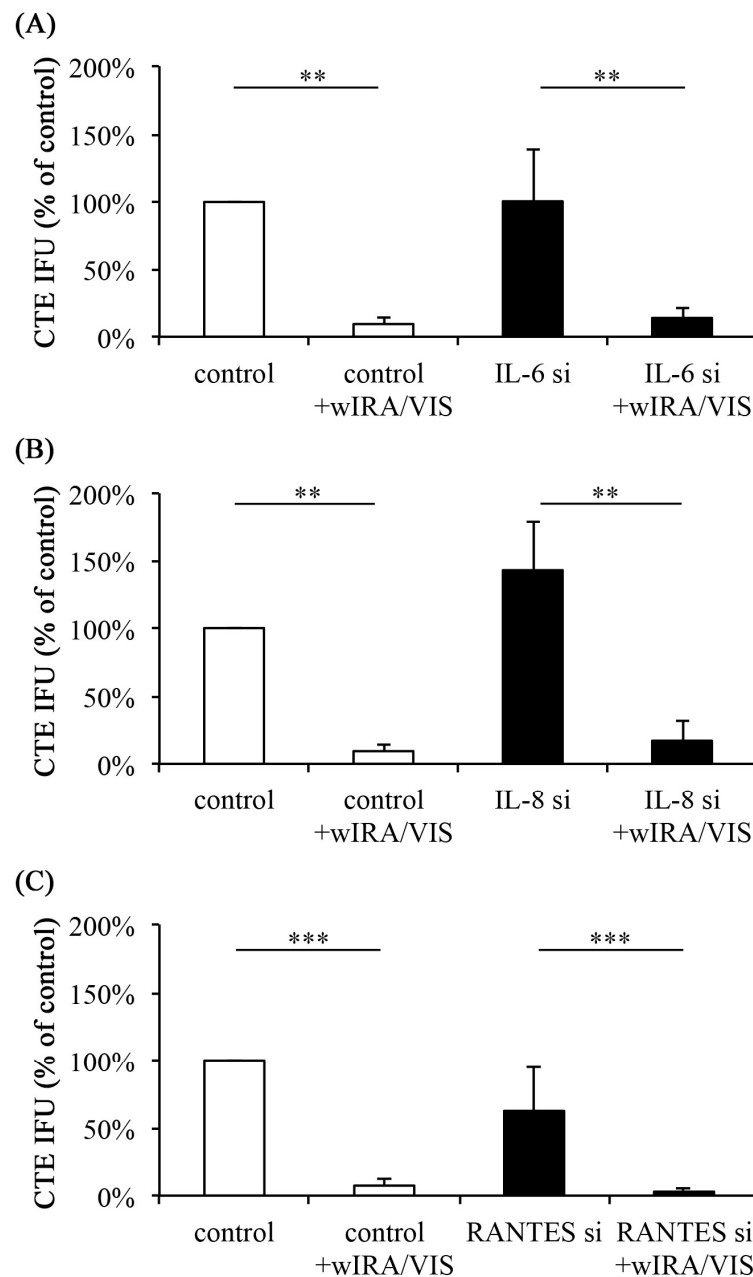 (A)
CTE IFU (% of control)
200%
150%
100%
50%
0%
** **
control control +wIRA/VIS IL-6 si IL-6 si +wIRA/VIS
(B)
CTE IFU (% of control)
200%
150%
100%
50%
0%
** **
control control +wIRA/VIS IL-8 si IL-8 si +wIRA/VIS
(C)
CTE IFU (% of control)
200%
150%
100%
50%
0%
*** ***
control control +wIRA/VIS RANTES si RANTES si +wIRA/VIS